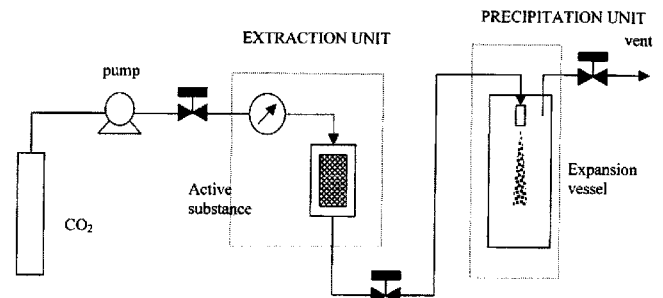 PRECIPITATION UNIT
vent
EXTRACTION UNIT
pump
Active
substance
Expansion
vessel
CO₂